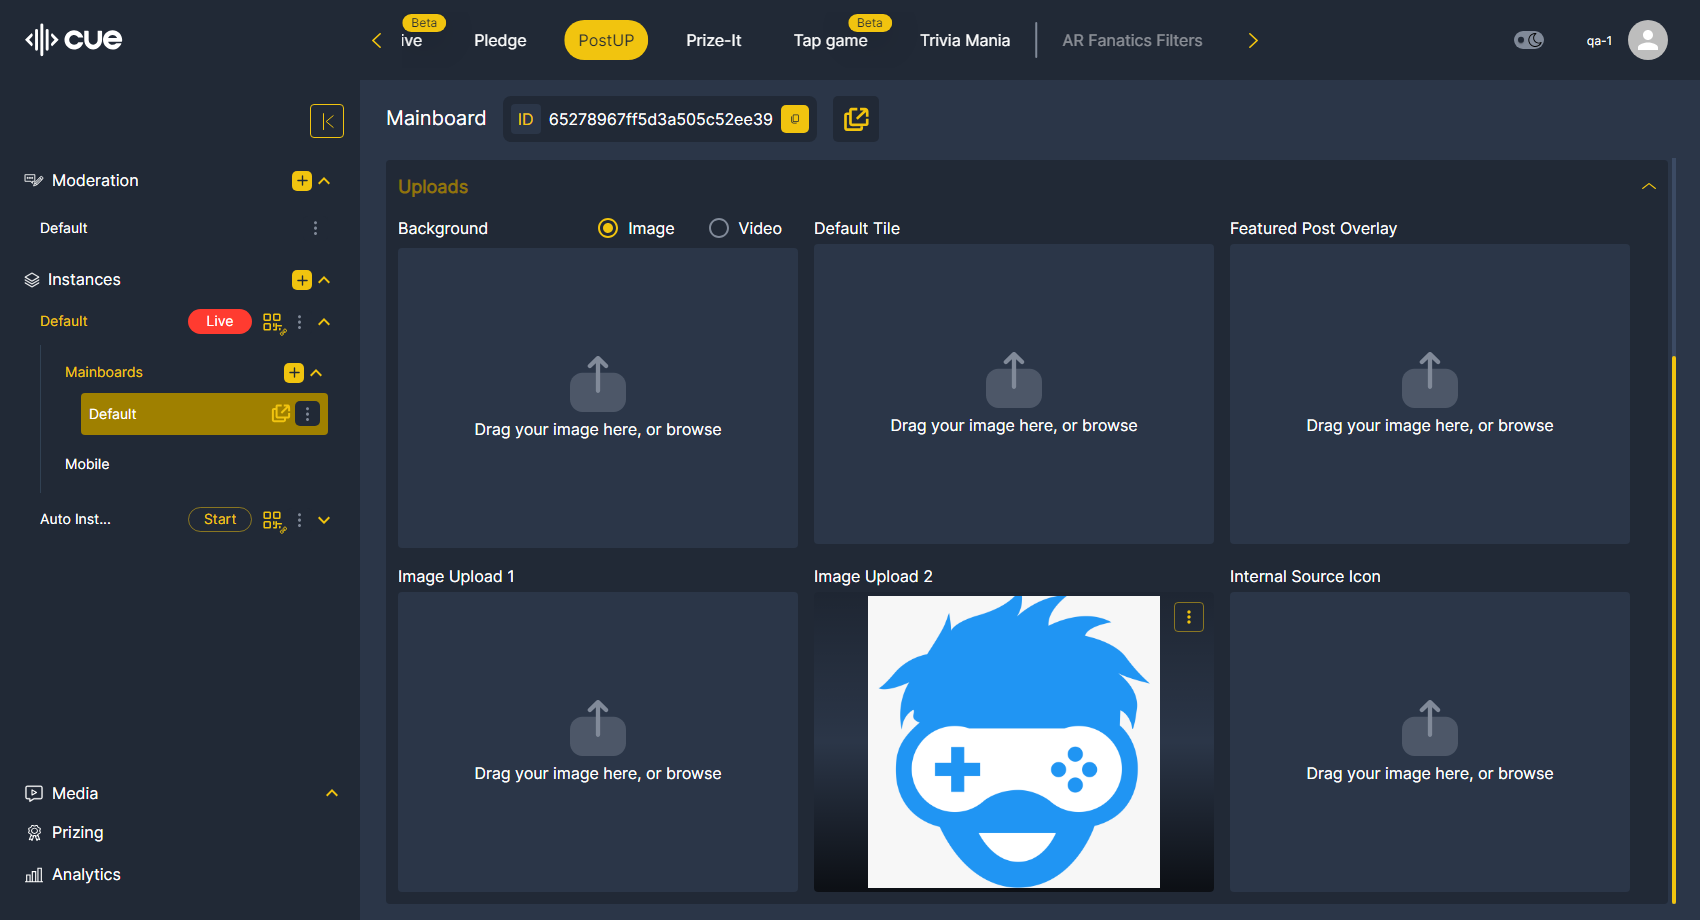 cue
Beta
ive
Pledge
PostUP
Prize-It
Beta
Tap game
Trivia Mania
AR Fanatics Filters
qa-1
Mainboard
ID
65278967ff5d3a505c52ee39
Moderation
Default
Instances
Default
Live
Mainboards
Default
Mobile
Auto Inst...
Start
Media
Prizing
Analytics
Uploads
Background
Image
Video
Default Tile
Featured Post Overlay
Drag your image here, or browse
Drag your image here, or browse
Drag your image here, or browse
Image Upload 1
Image Upload 2
Internal Source Icon
Drag your image here, or browse
Drag your image here, or browse